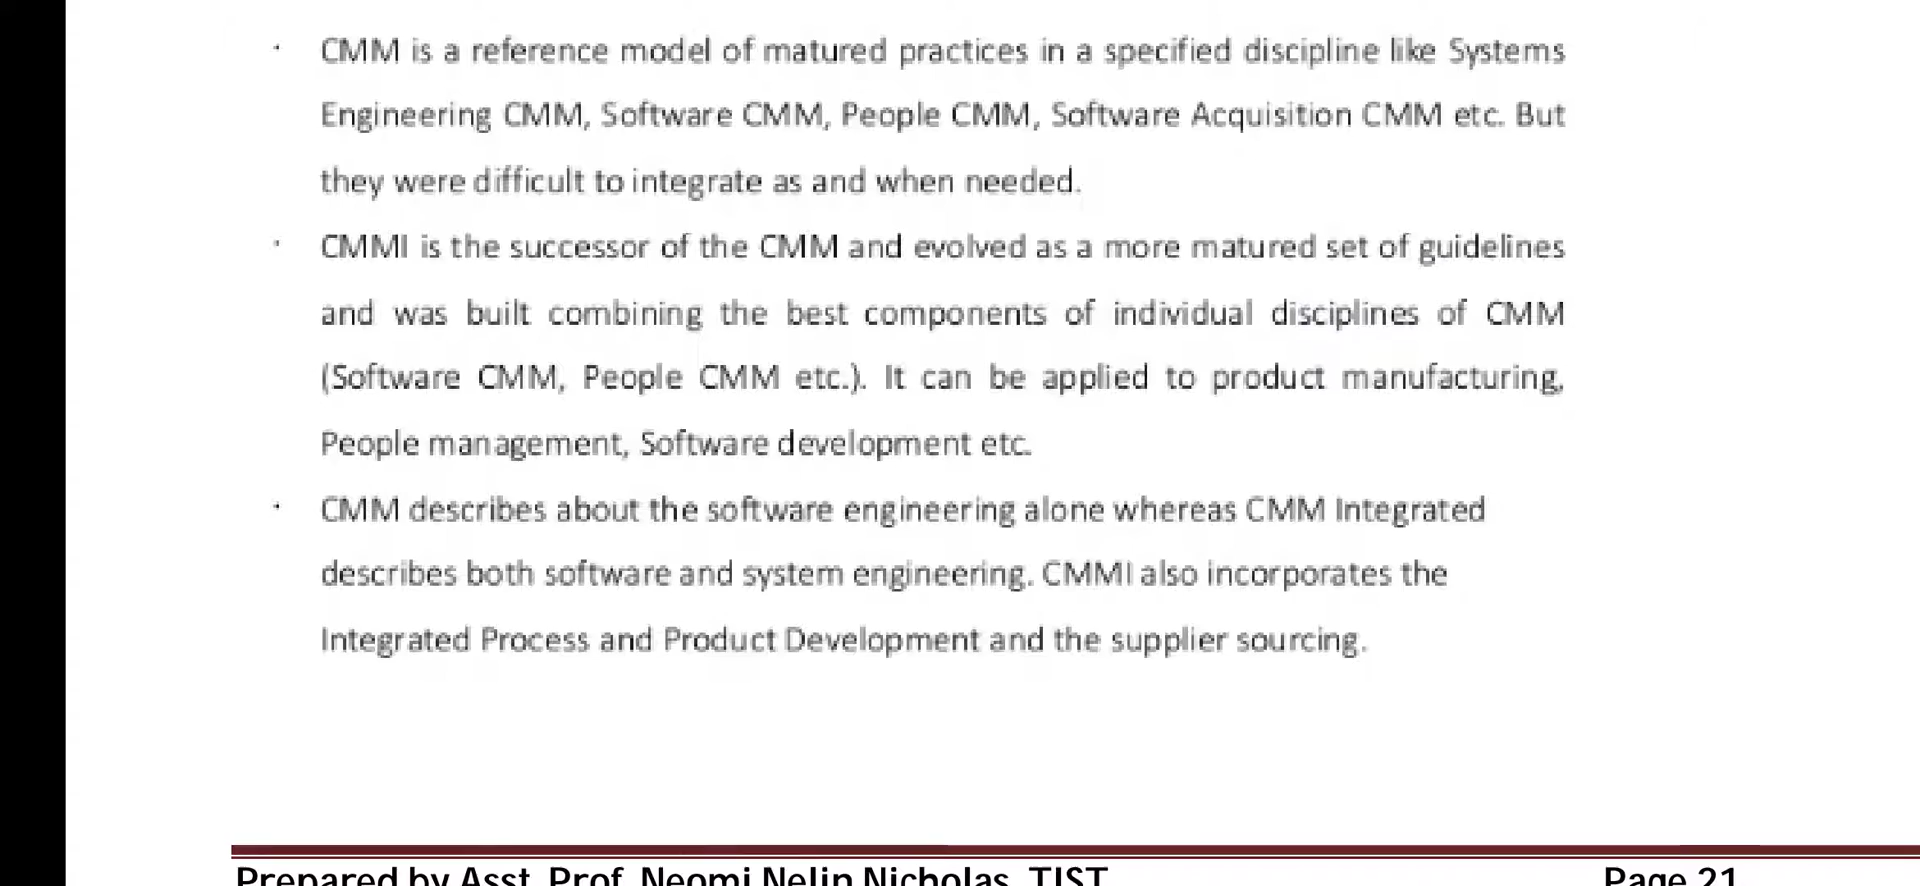 · CMM is a reference model of matured practices in a specified discipline like Systems
Engineering CMM, Software CMM, People CMM, Software Acquisition CMM etc. But
they were difficult to integrate as and when needed.
· CMMI is the successor of the CMM and evolved as a more matured set of guidelines
and was built combining the best components of individual disciplines of CMM
(Software CMM, People CMM etc.). It can be applied to product manufacturing,
People management, Software development etc.
· CMM describes about the software engineering alone whereas CMM Integrated
describes both software and system engineering. CMMI also incorporates the
Integrated Process and Product Development and the supplier sourcing.
Prepared by Asst. Prof. Neomi Nelin Nicholas, TIST Page 21